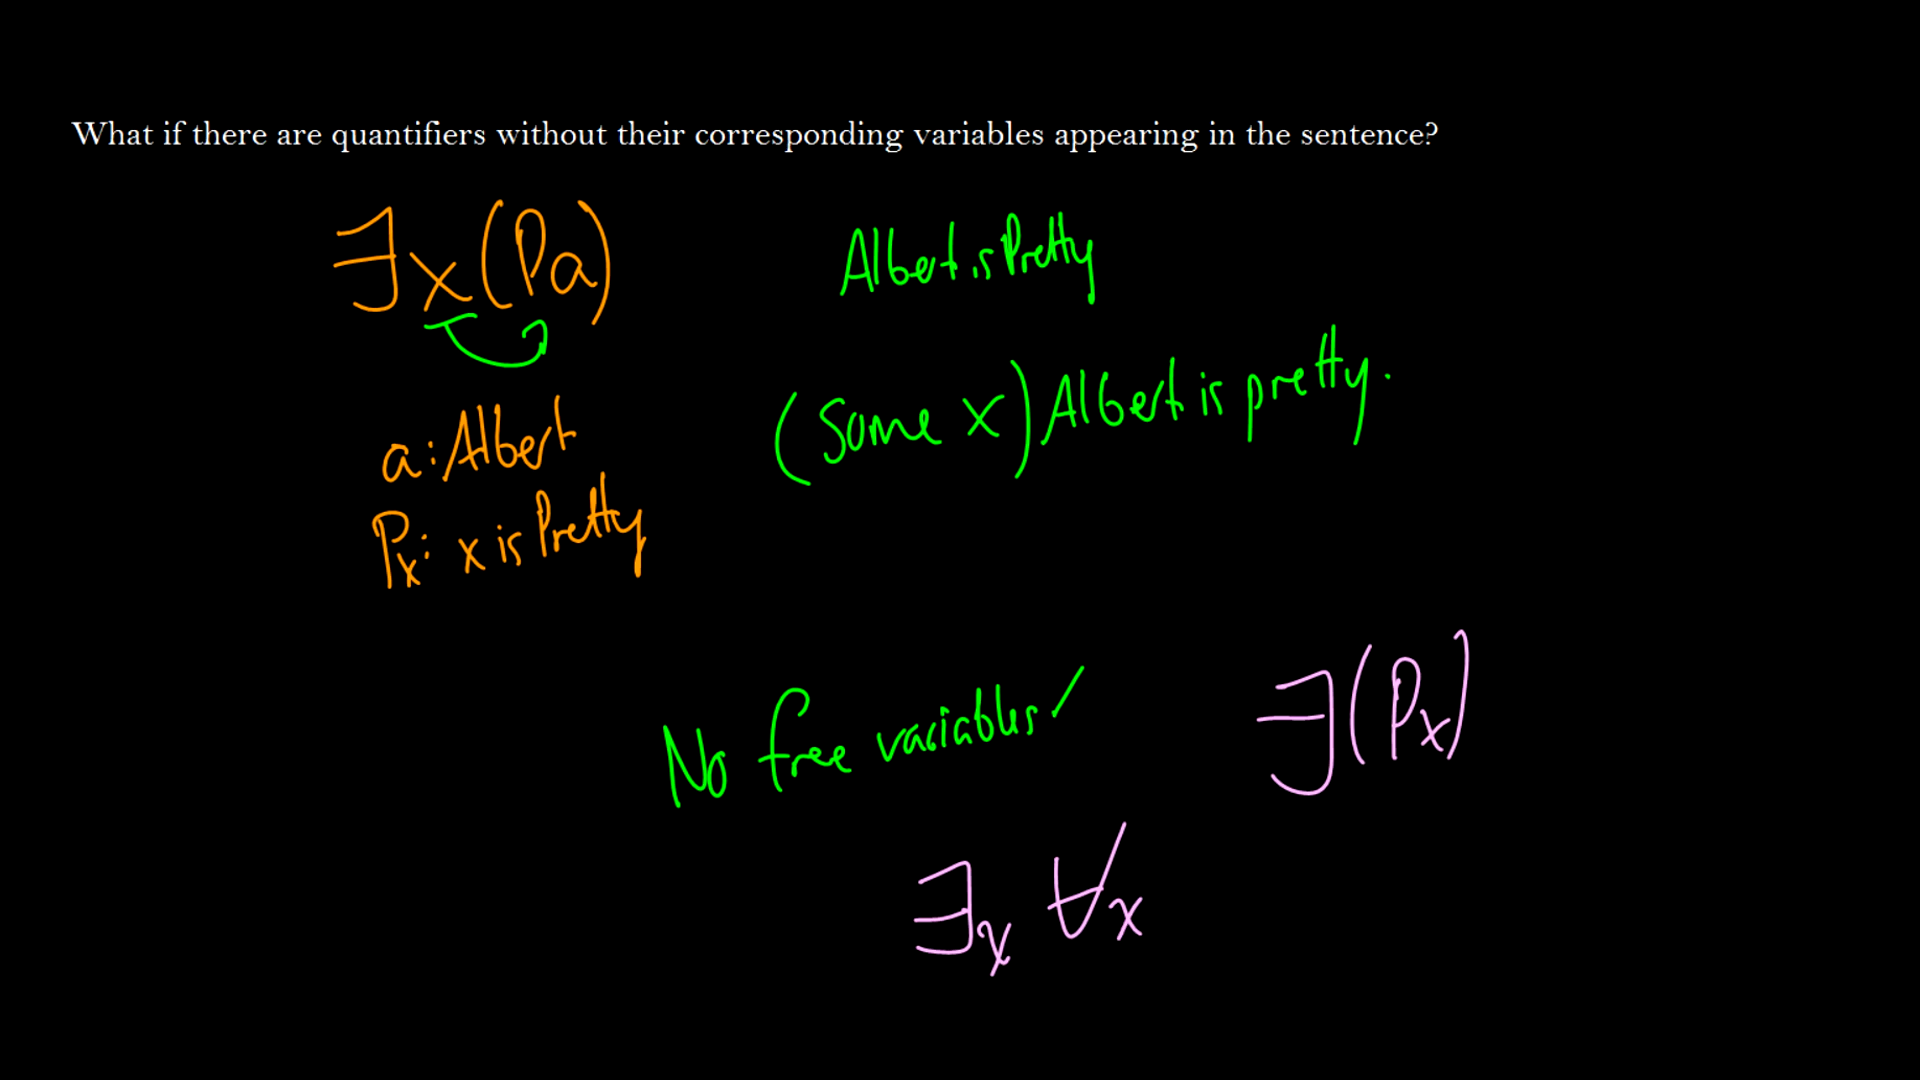 What if there are quantifiers without their corresponding variables appearing in the sentence?
∃x(Pa)
Albert is Pretty
(Some x) Albert is pretty.
a: Albert
Px: x is Pretty
No free variables ✓
∃(Px)
∃x ∀x